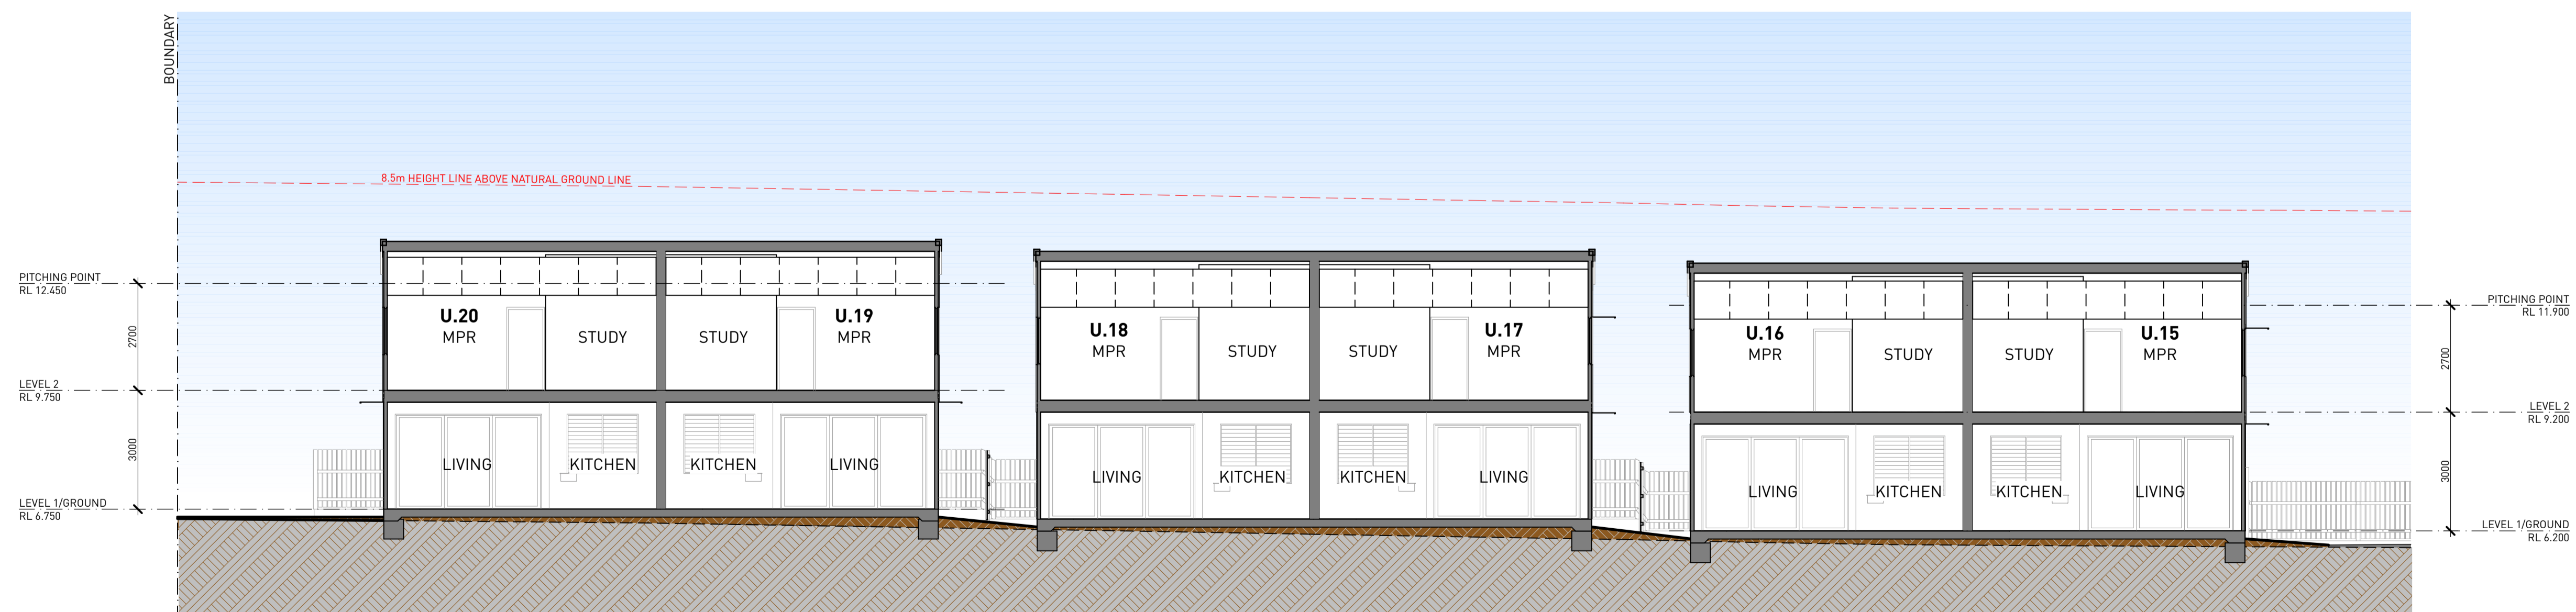 BOUNDARY
8.5m HEIGHT LINE ABOVE NATURAL GROUND LINE
PITCHING POINT
RL 12.450
2700
LEVEL 2
RL 9.750
3000
LEVEL 1/GROUND
RL 6.750
U.20
MPR
STUDY
STUDY
U.19
MPR
LIVING
KITCHEN
KITCHEN
LIVING
U.18
MPR
STUDY
STUDY
U.17
MPR
LIVING
KITCHEN
KITCHEN
LIVING
U.16
MPR
STUDY
STUDY
U.15
MPR
LIVING
KITCHEN
KITCHEN
LIVING
PITCHING POINT
RL 11.900
2700
LEVEL 2
RL 9.200
3000
LEVEL 1/GROUND
RL 6.200